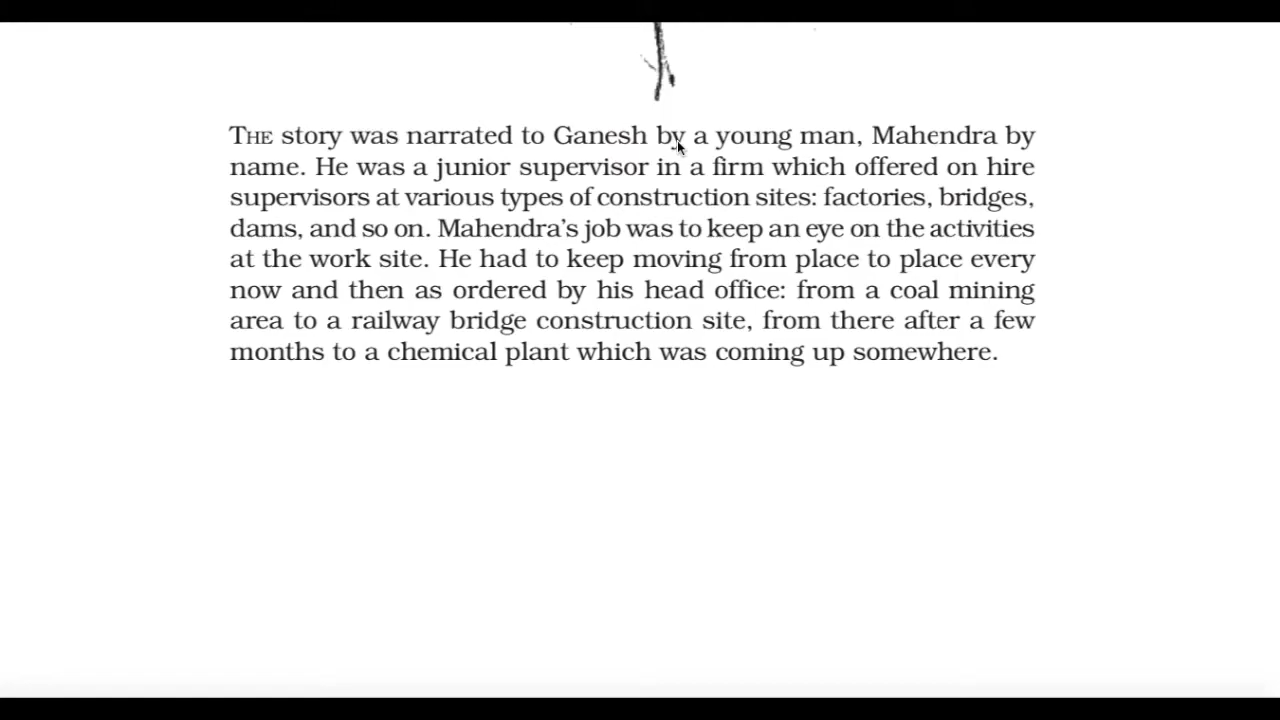 THE story was narrated to Ganesh by a young man, Mahendra by
name. He was a junior supervisor in a firm which offered on hire
supervisors at various types of construction sites: factories, bridges,
dams, and so on. Mahendra’s job was to keep an eye on the activities
at the work site. He had to keep moving from place to place every
now and then as ordered by his head office: from a coal mining
area to a railway bridge construction site, from there after a few
months to a chemical plant which was coming up somewhere.